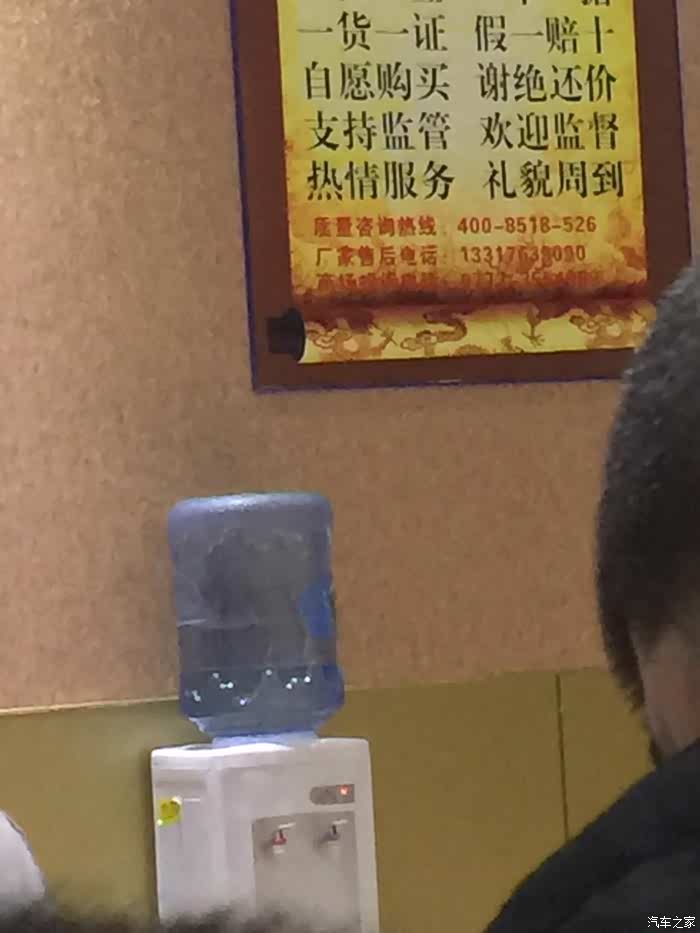 一货一证 假一赔十
自愿购买 谢绝还价
支持监管 欢迎监督
热情服务 礼貌周到
质量咨询热线：400-8518-526
厂家售后电话：
汽车之家